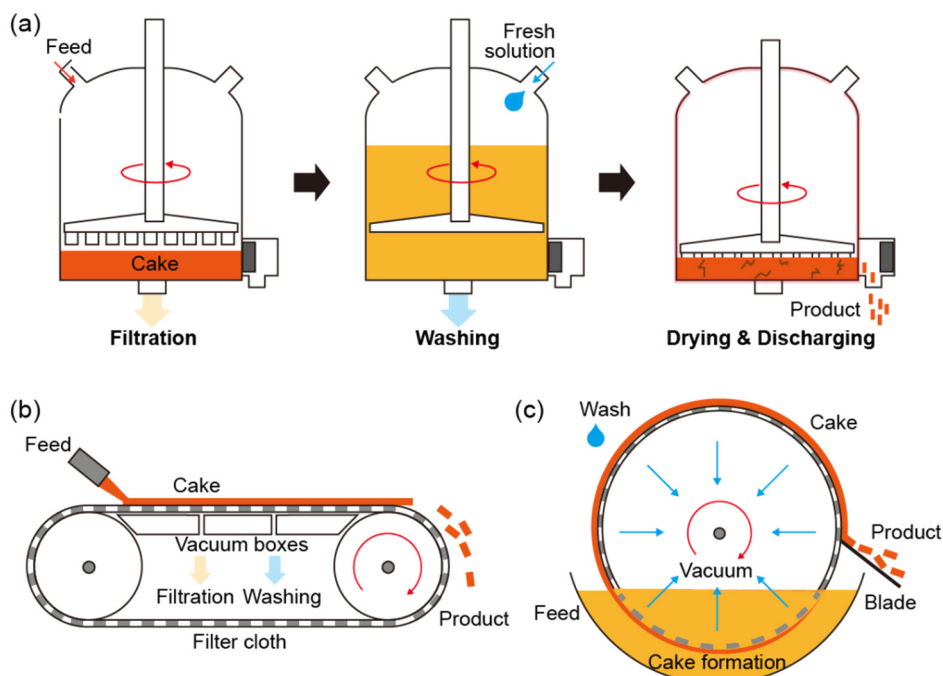 (a)
Feed
Cake
Filtration
Fresh
solution
Washing
Product
Drying & Discharging
(b)
Feed
Cake
Vacuum boxes
Filtration Washing
Product
Filter cloth
(c)
Wash
Cake
Vacuum
Product
Blade
Feed
Cake formation